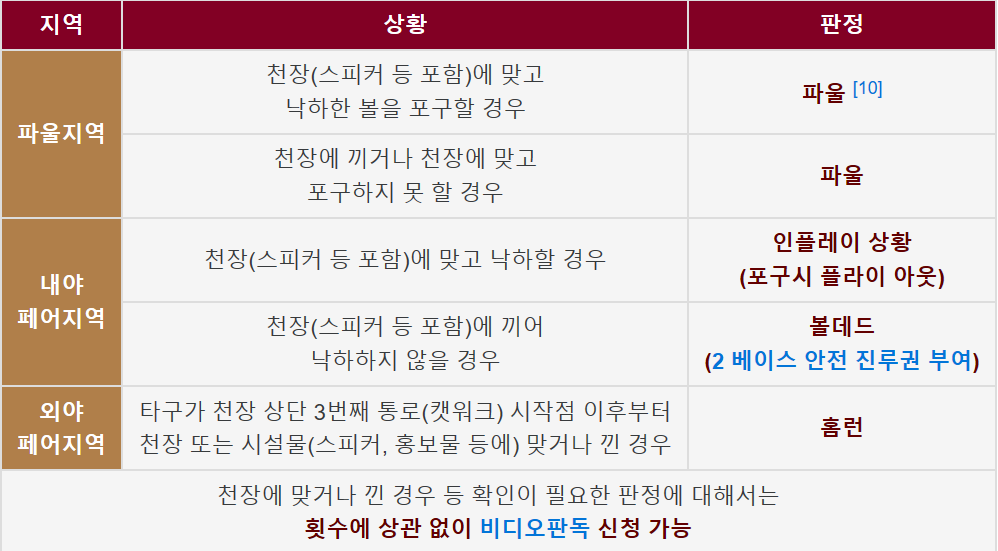 지역
상황
판정
파울지역
천장(스피커 등 포함)에 맞고
낙하한 볼을 포구할 경우
파울 [10]
천장에 끼거나 천장에 맞고
포구하지 못 할 경우
파울
내야
페어지역
천장(스피커 등 포함)에 맞고 낙하할 경우
인플레이 상황
(포구시 플라이 아웃)
천장(스피커 등 포함)에 끼어
낙하하지 않을 경우
볼데드
(2 베이스 안전 진루권 부여)
외야
페어지역
타구가 천장 상단 3번째 통로(캣워크) 시작점 이후부터
천장 또는 시설물(스피커, 홍보물 등에) 맞거나 낀 경우
홈런
천장에 맞거나 낀 경우 등 확인이 필요한 판정에 대해서는
횟수에 상관 없이 비디오판독 신청 가능